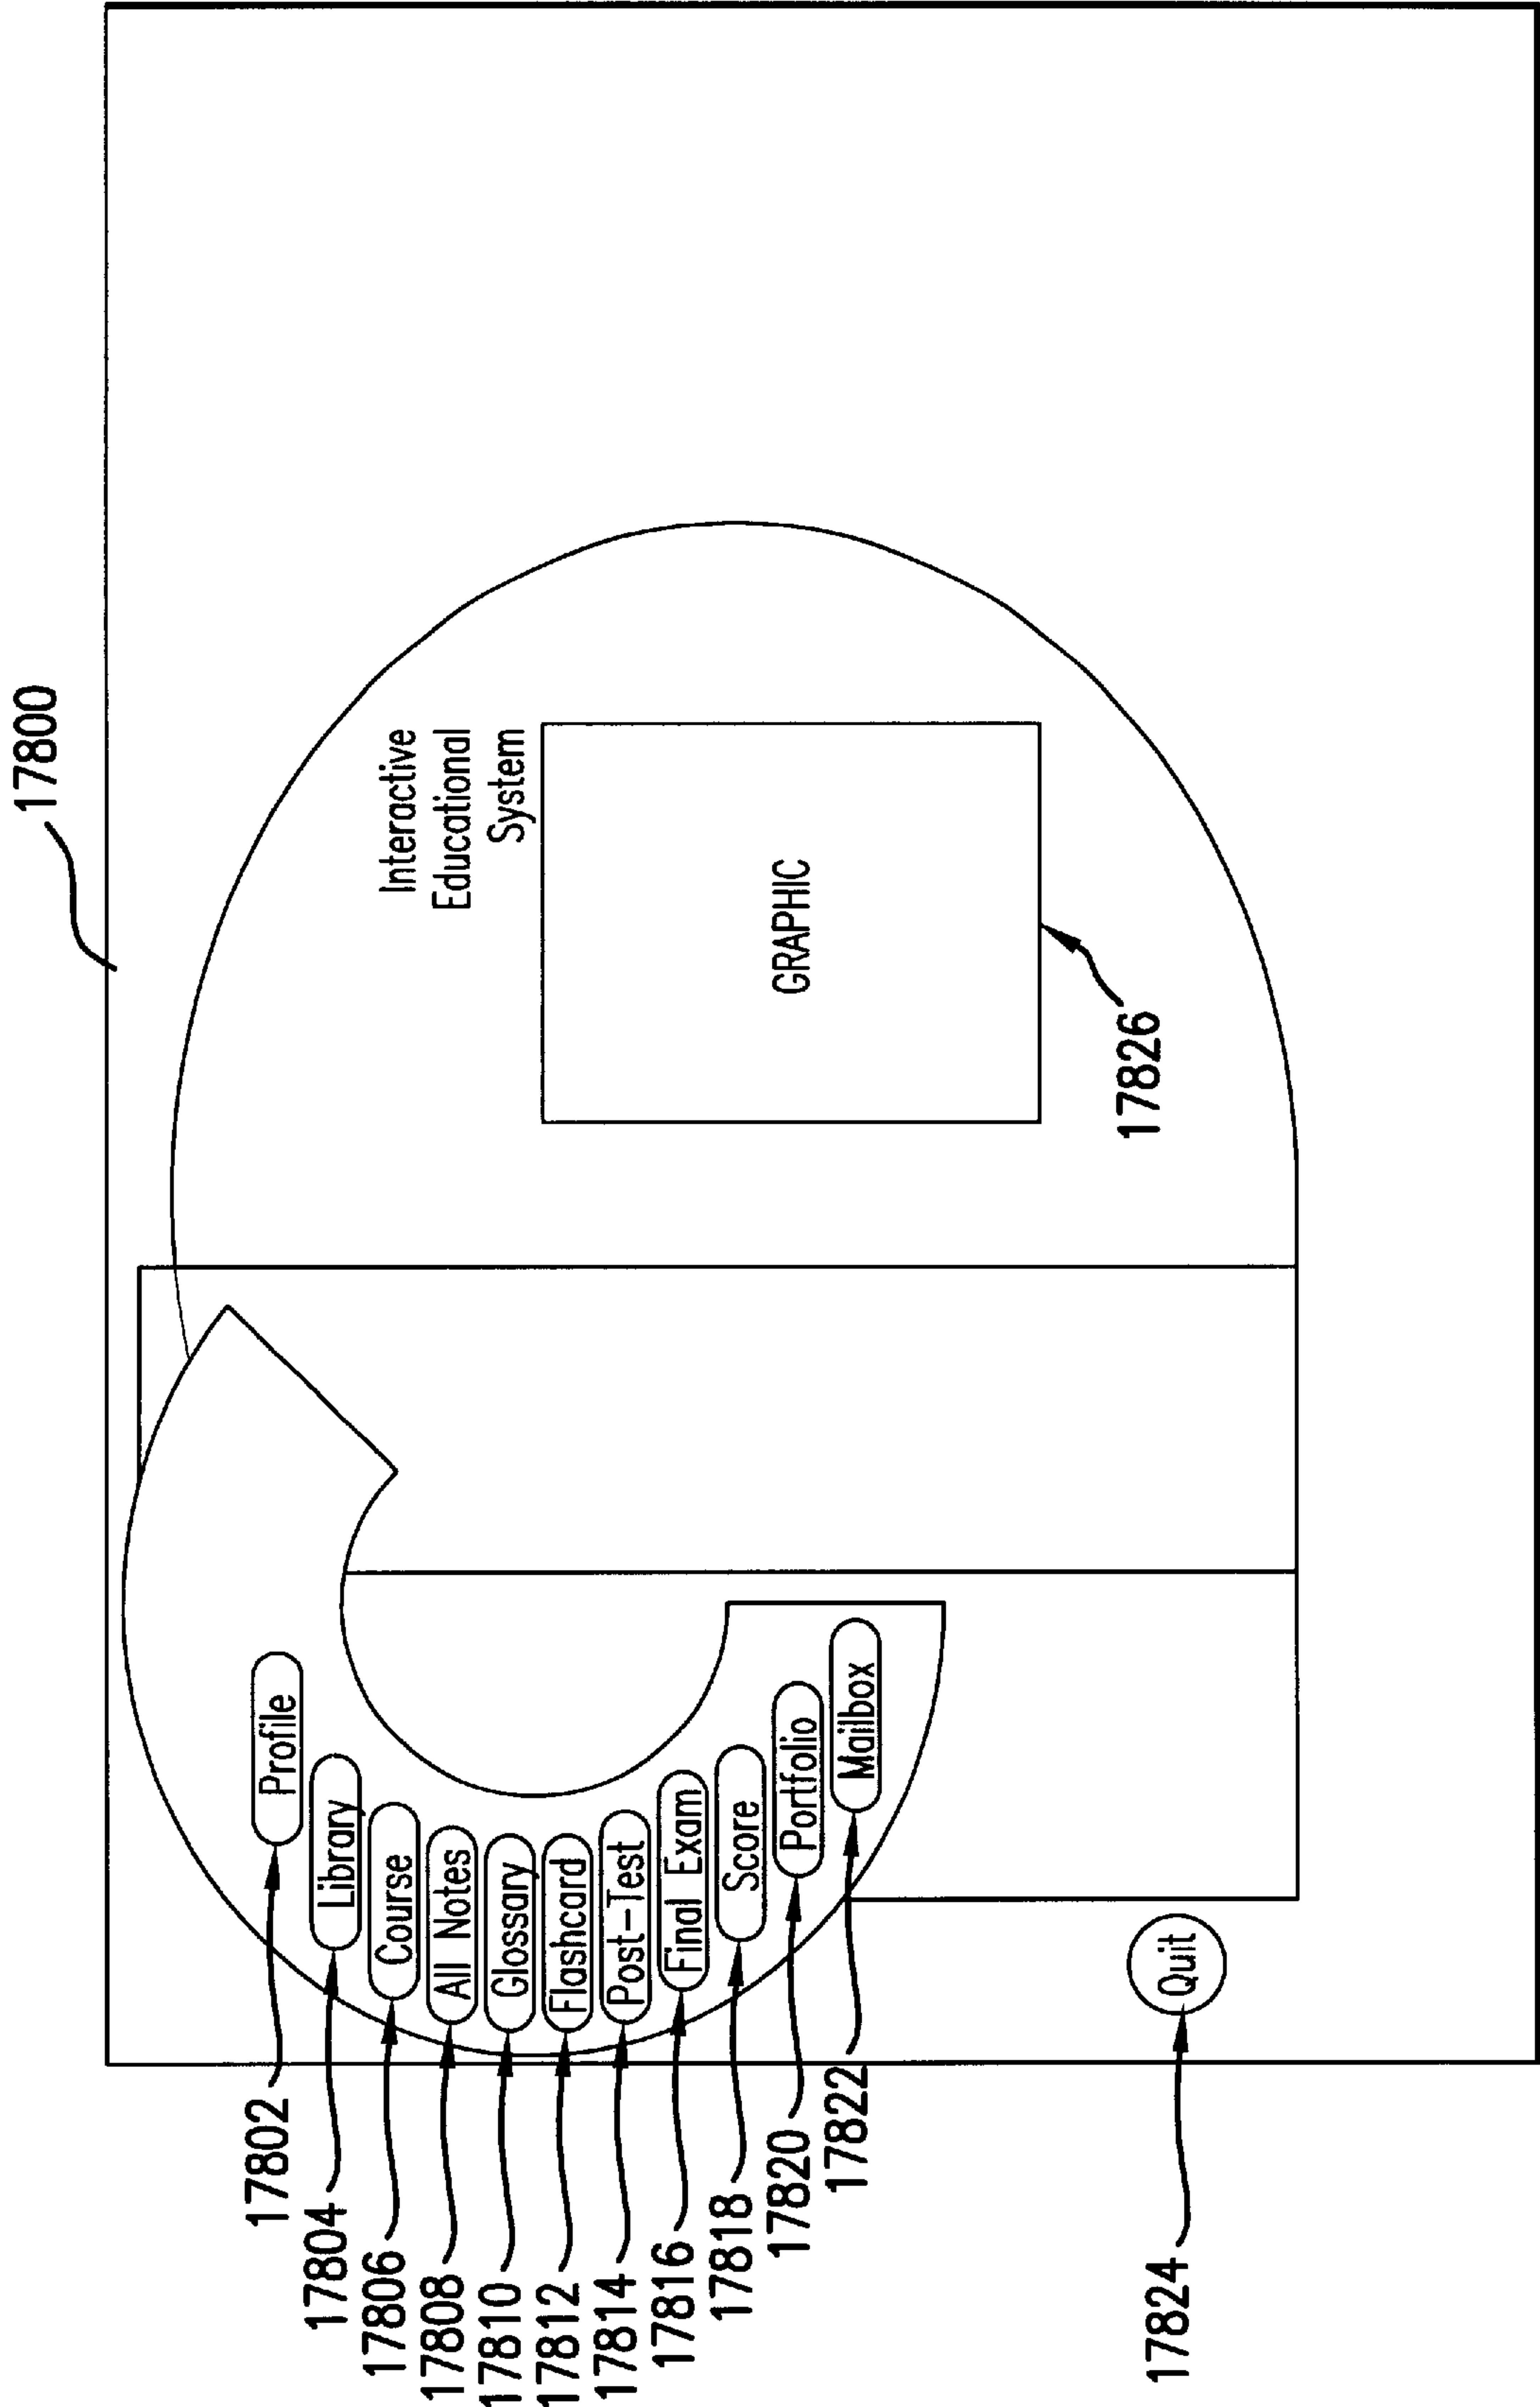 17800
Interactive
Educational
System
GRAPHIC
17826
Profile
Library
Course
All Notes
Glossary
Flashcard
Post-Test
Final Exam
Score
Portfolio
Mailbox
Quit
17802
17804
17806
17808
17810
17812
17814
17816
17818
17820
17822
17824